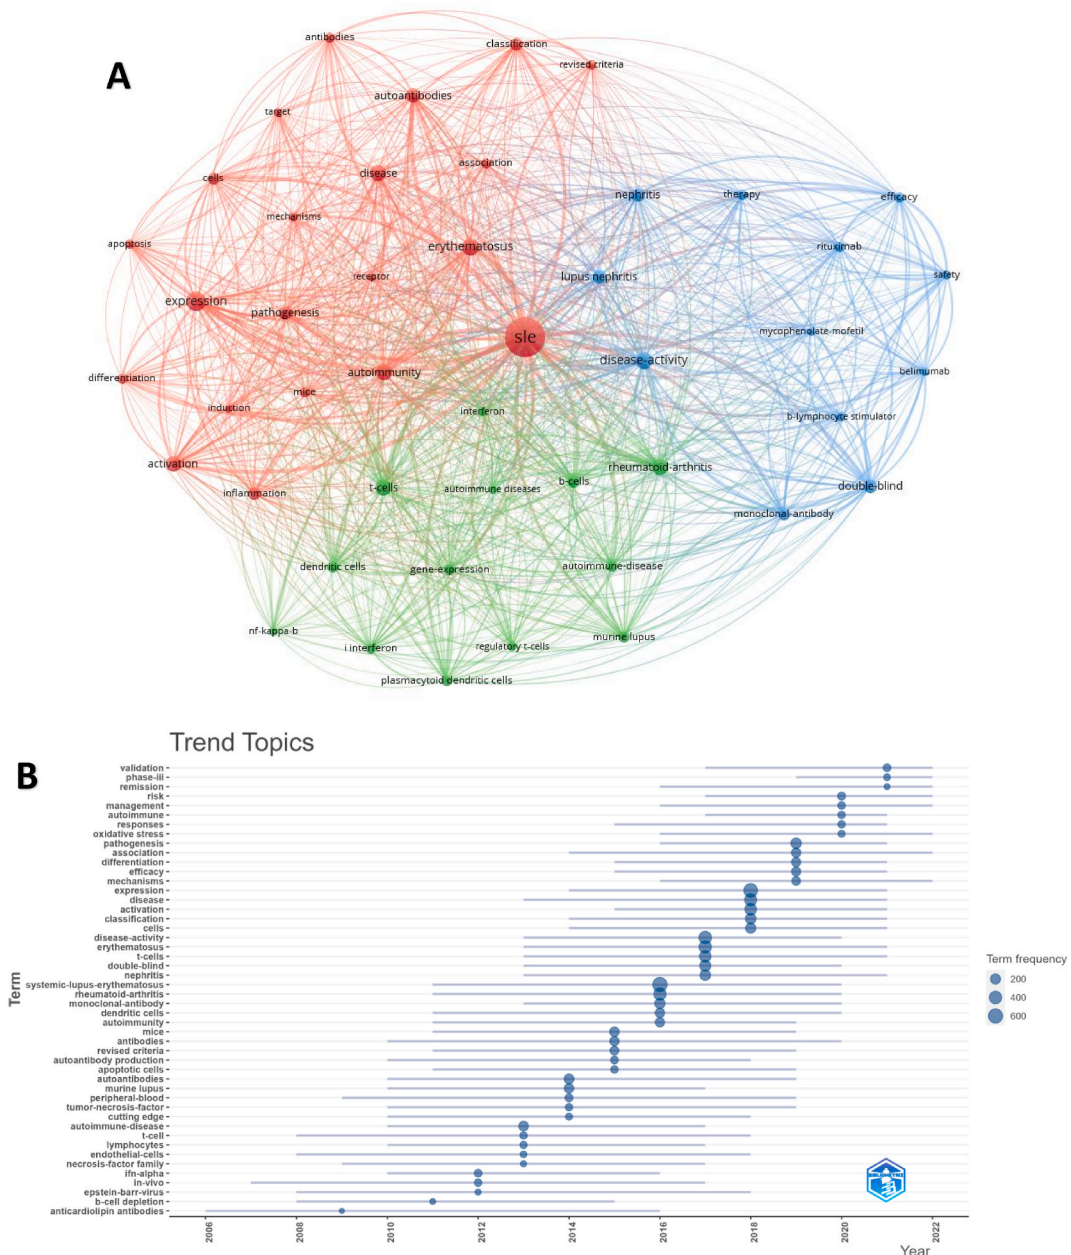 A
antibodies
classification
revised criteria
autoantibodies
target
association
disease
cells
nephritis
therapy
efficacy
mechanisms
apoptosis
erythematosus
rituximab
receptor
lupus nephritis
safety
expression
pathogenesis
sle
mycophenolate-mofetil
disease-activity
autoimmunity
belimumab
differentiation
mice
induction
interferon
b-lymphocyte stimulator
activation
rheumatoid-arthritis
inflammation
t-cells
autoimmune diseases
b-cells
double-blind
monoclonal-antibody
dendritic cells
gene-expression
autoimmune-disease
nf-kappa-b
i interferon
regulatory t-cells
murine lupus
plasmacytoid dendritic cells
Trend Topics
B
validation
phase-iii
remission
risk
management
autoimmune
responses
oxidative stress
pathogenesis
association
differentiation
efficacy
mechanisms
expression
disease
activation
classification
cells
disease-activity
erythematosus
t-cells
double-blind
nephritis
systemic-lupus-erythematosus
rheumatoid-arthritis
monoclonal-antibody
dendritic cells
autoimmunity
mice
antibodies
revised criteria
autoantibody production
apoptotic cells
autoantibodies
murine lupus
peripheral-blood
tumor-necrosis-factor
cutting edge
autoimmune-disease
t-cell
lymphocytes
endothelial-cells
necrosis-factor family
ifn-alpha
in-vivo
epstein-barr-virus
b-cell depletion
anticardiolipin antibodies
Term
Term frequency
200
400
600
2006
2008
2010
2012
2014
2016
2018
2020
2022
Year